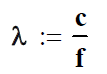 λ := c/f